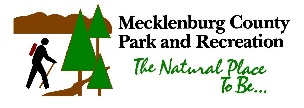 Mecklenburg County
Park and Recreation
The Natural Place
To Be...